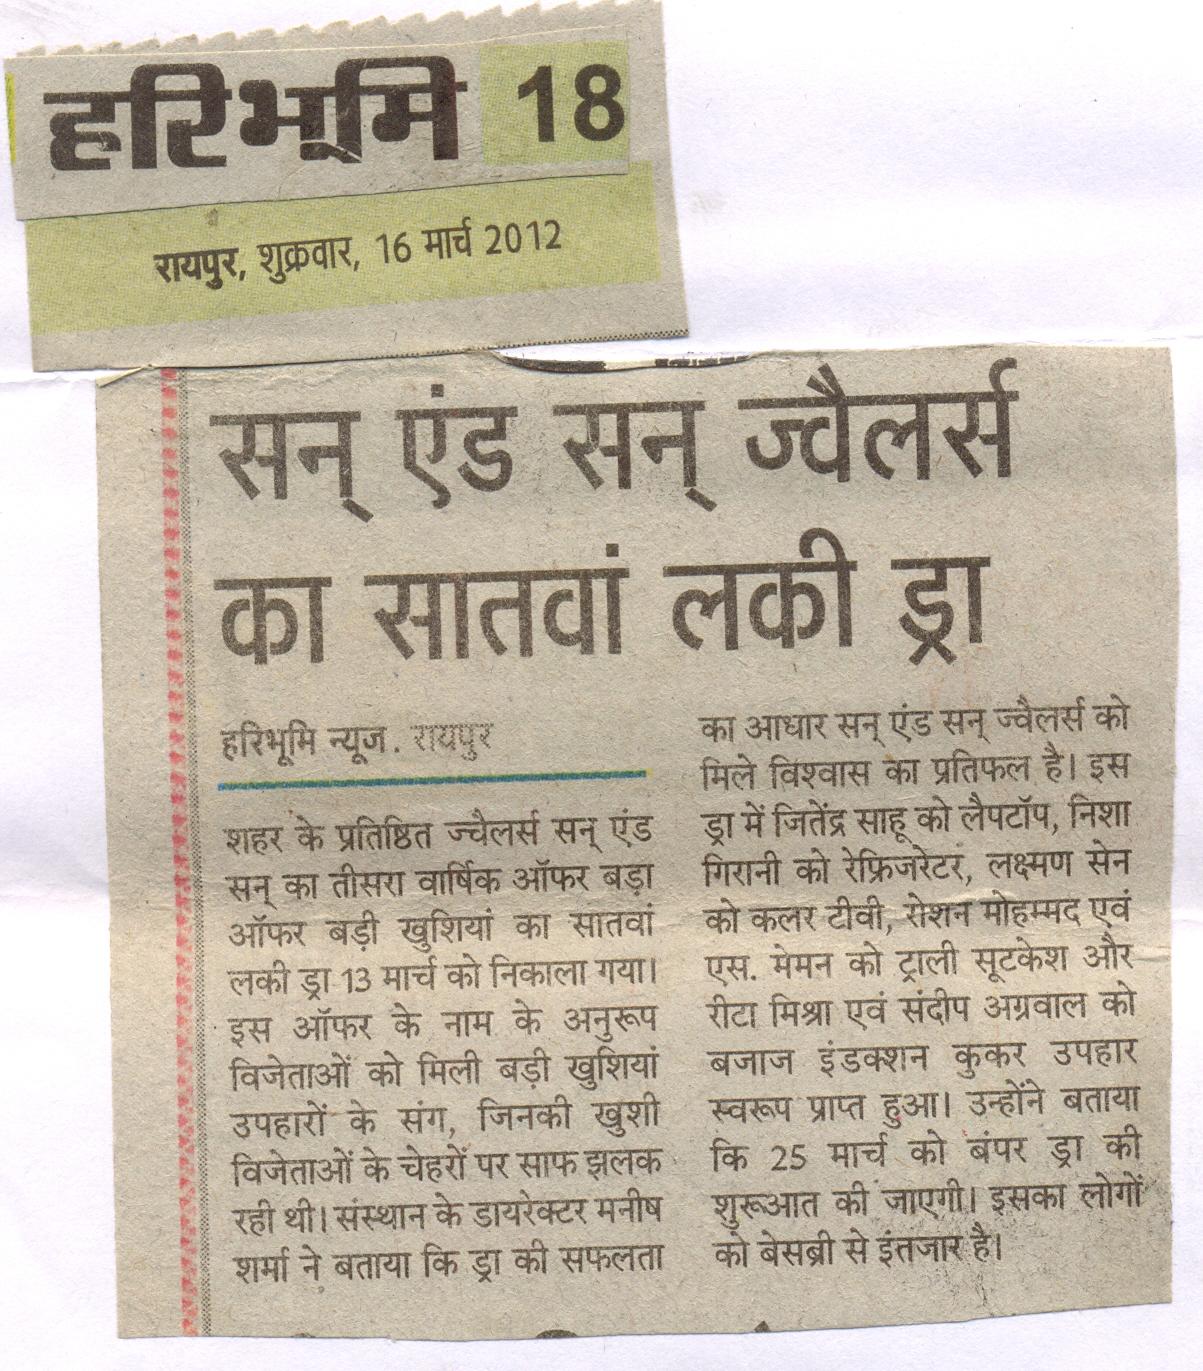 हरिभूमि 18
रायपुर, शुक्रवार, 16 मार्च 2012
सन् एंड सन् ज्वैलर्स
का सातवां लकी ड्रा
हरिभूमि न्यूज. रायपुर
शहर के प्रतिष्ठित ज्वैलर्स सन् एंड
सन् का तीसरा वार्षिक ऑफर बड़ा
ऑफर बड़ी खुशियां का सातवां
लकी ड्रा 13 मार्च को निकाला गया।
इस ऑफर के नाम के अनुरूप
विजेताओं को मिली बड़ी खुशियां
उपहारों के संग, जिनकी खुशी
विजेताओं के चेहरों पर साफ झलक
रही थी। संस्थान के डायरेक्टर मनीष
शर्मा ने बताया कि ड्रा की सफलता
का आधार सन् एंड सन् ज्वैलर्स को
मिले विश्वास का प्रतिफल है। इस
ड्रा में जितेंद्र साहू को लैपटॉप, निशा
गिरानी को रेफ्रिजरेटर, लक्ष्मण सेन
को कलर टीवी, रोशन मोहम्मद एवं
एस. मेमन को ट्राली सूटकेश और
रीटा मिश्रा एवं संदीप अग्रवाल को
बजाज इंडक्शन कुकर उपहार
स्वरूप प्राप्त हुआ। उन्होंने बताया
कि 25 मार्च को बंपर ड्रा की
शुरूआत की जाएगी। इसका लोगों
को बेसब्री से इंतजार है।